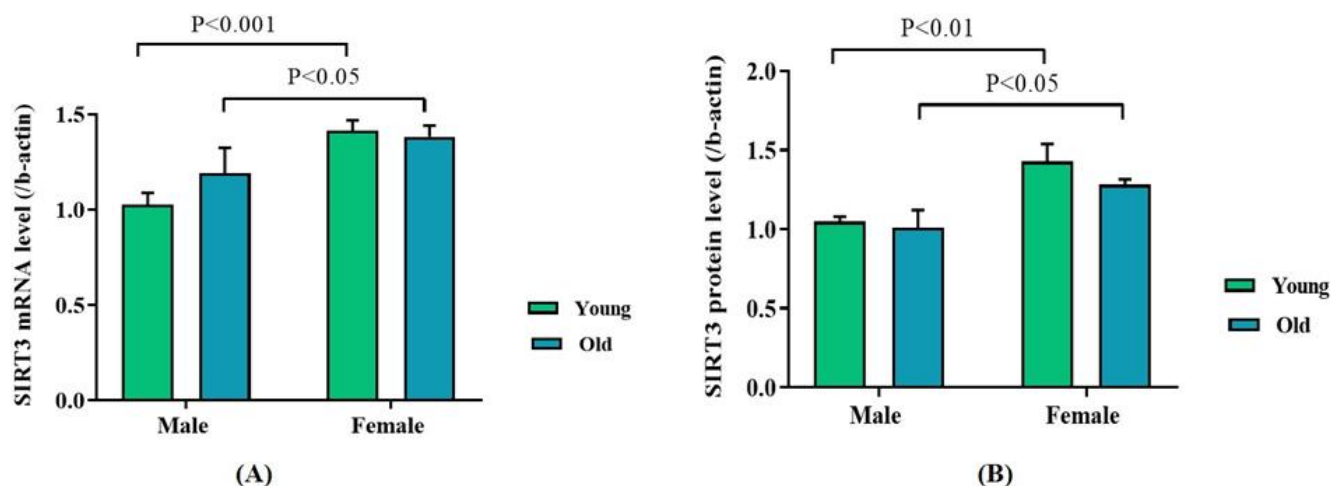 P<0.001
P<0.05
SIRT3 mRNA level (/b-actin)
1.5
1.0
0.5
0.0
Male
Female
Young
Old
(A)
P<0.01
P<0.05
SIRT3 protein level (/b-actin)
2.0
1.5
1.0
0.5
0.0
Male
Female
Young
Old
(B)